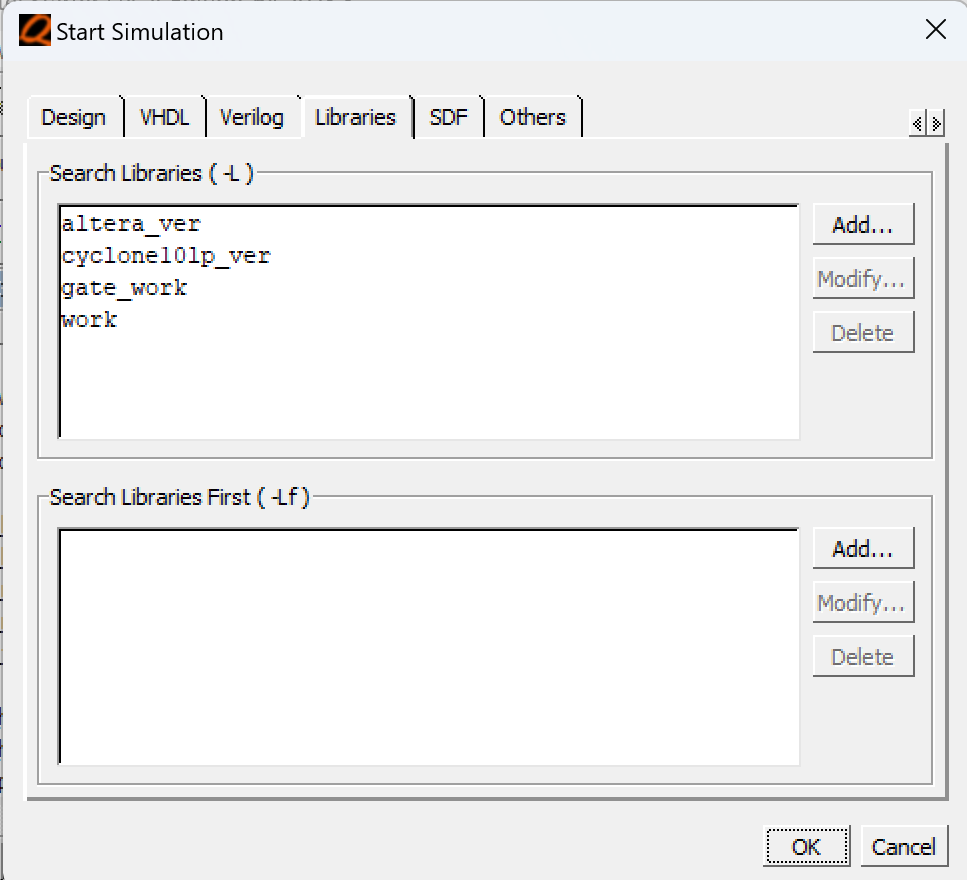 Start Simulation
Design VHDL Verilog Libraries SDF Others
Search Libraries ( -L )
altera_ver
cyclone10lp_ver
gate_work
work
Add...
Modify...
Delete
Search Libraries First ( -Lf )
Add...
Modify...
Delete
OK Cancel